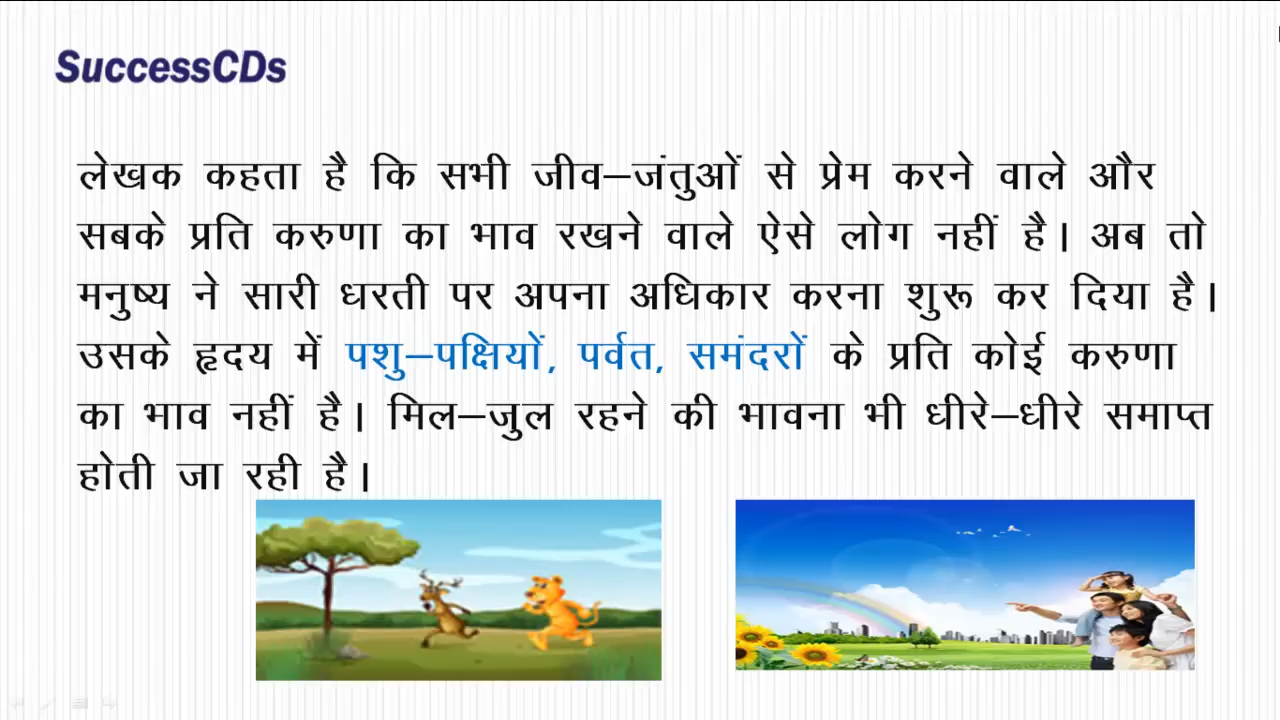 SuccessCDs
लेखक कहता है कि सभी जीव–जंतुओं से प्रेम करने वाले और
सबके प्रति करुणा का भाव रखने वाले ऐसे लोग नहीं है। अब तो
मनुष्य ने सारी धरती पर अपना अधिकार करना शुरू कर दिया है।
उसके हृदय में पशु–पक्षियों, पर्वत, समंदरों के प्रति कोई करुणा
का भाव नहीं है। मिल–जुल रहने की भावना भी धीरे–धीरे समाप्त
होती जा रही है।